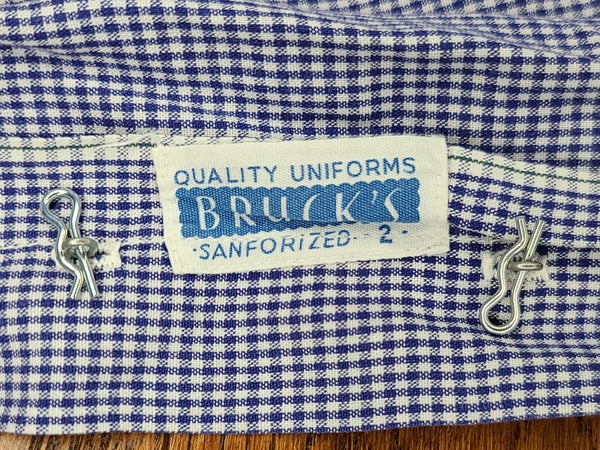 QUALITY UNIFORMS
BRUCK'S
·SANFORIZED· 2 ·